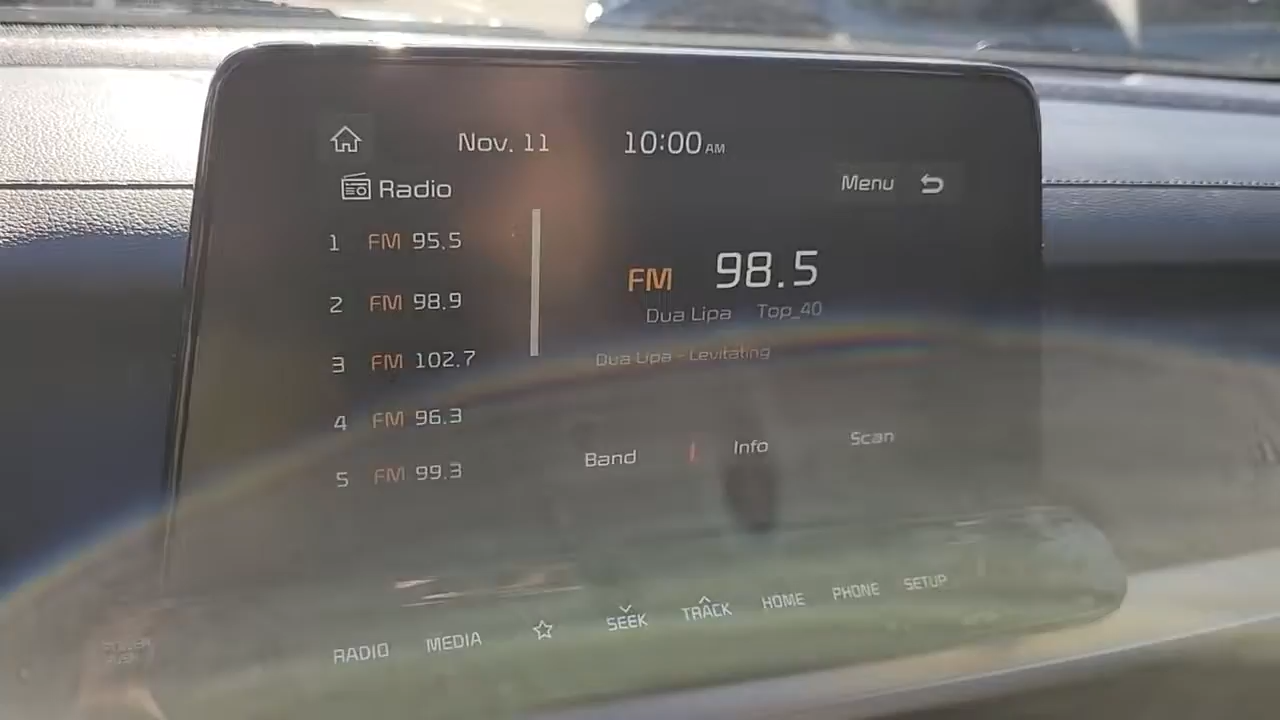 Nov. 11 10:00 AM
Radio Menu
1 FM 95.5
2 FM 98.9
3 FM 102.7
4 FM 96.3
5 FM 99.3
FM 98.5
Dua Lipa Top_40
Dua Lipa - Levitating
Band Info Scan
RADIO MEDIA SEEK TRACK HOME PHONE SETUP